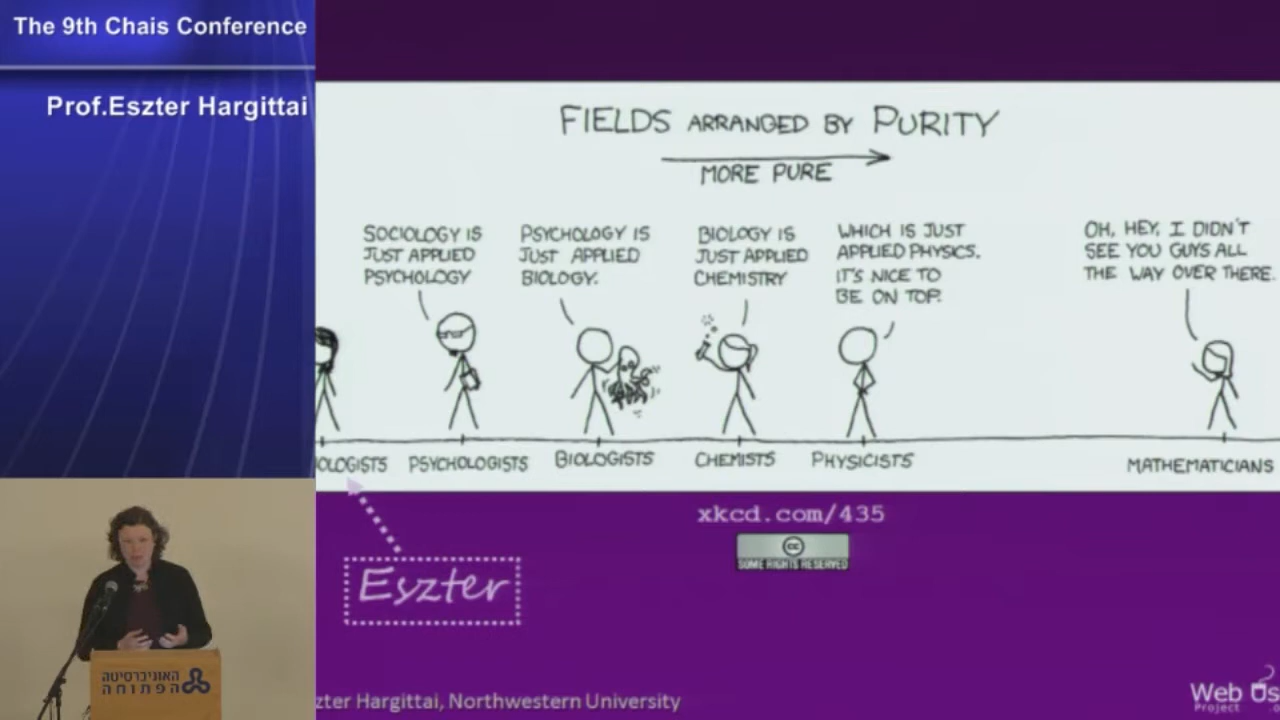 The 9th Chais Conference
Prof.Eszter Hargittai
FIELDS ARRANGED BY PURITY
MORE PURE
SOCIOLOGY IS
JUST APPLIED
PSYCHOLOGY
PSYCHOLOGY IS
JUST APPLIED
BIOLOGY.
BIOLOGY IS
JUST APPLIED
CHEMISTRY
WHICH IS JUST
APPLIED PHYSICS.
IT'S NICE TO
BE ON TOP.
OH, HEY, I DIDN'T
SEE YOU GUYS ALL
THE WAY OVER THERE.
OLOGISTS
PSYCHOLOGISTS
BIOLOGISTS
CHEMISTS
PHYSICISTS
MATHEMATICIANS
xkcd.com/435
cc
SOME RIGHTS RESERVED
Eszter
האוניברסיטה
הפתוחה
zter Hargittai, Northwestern University
Web Us
Project